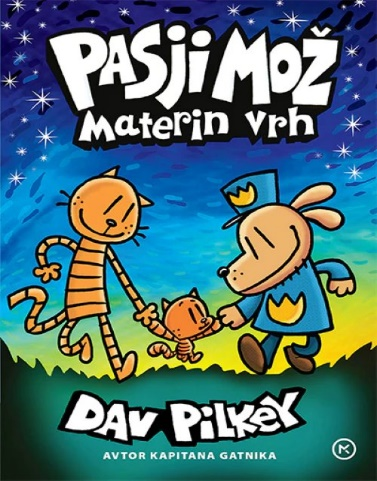 PASJI MOŽ
Materin vrh
DAV PILKEY
AVTOR KAPITANA GATNIKA
M